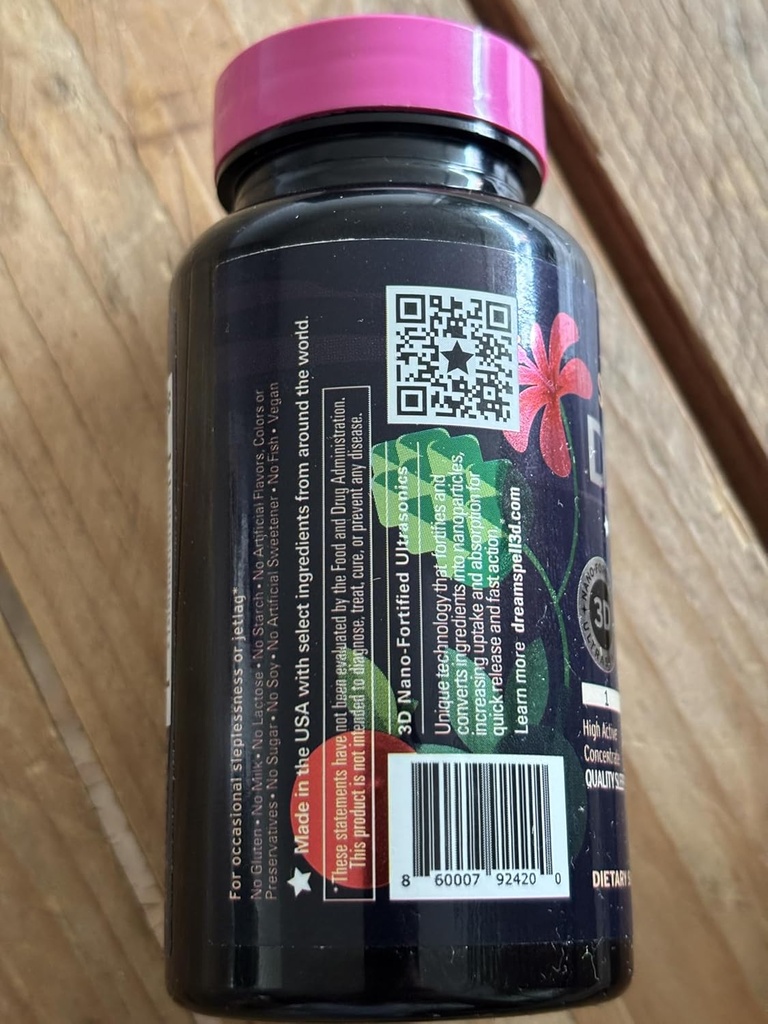 For occasional sleplessness or jetlag*
No Gluten • No Milk • No Lactose • No Starch • No Artificial Flavors, Colors or
Preservatives • No Sugar • No Soy • No Artificial Sweetener • No Fish • Vegan
Made in the USA with select ingredients from around the world.
*These statements have not been evaluated by the Food and Drug Administration.
This product is not intended to diagnose, treat, cure, or prevent any disease.
3D Nano-Fortified Ultrasonics
Unique technology that fortifies and
converts ingredients into nanoparticles,
increasing uptake and absorption for
quick release and fast action.
Learn more dreamspell3d.com
8 60007 92420 0
3D
1
High Active
Concentrate
QUALITY
DIETARY